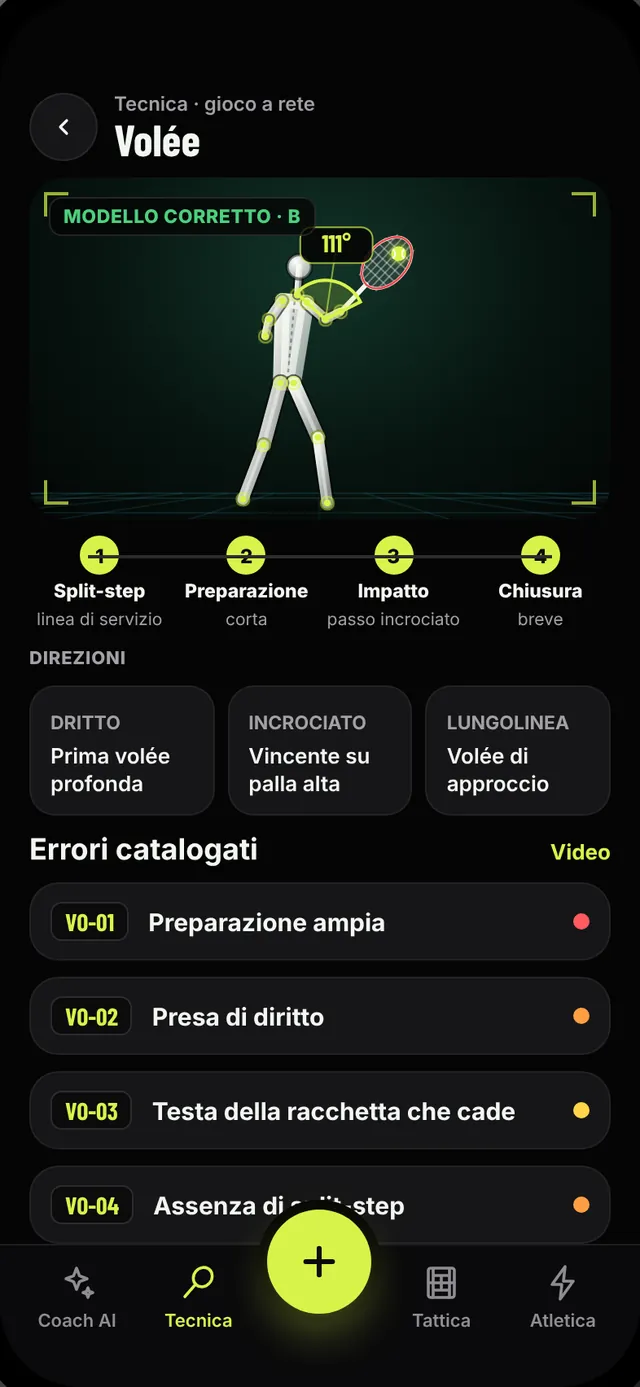 Tecnica · gioco a rete
Volée
MODELLO CORRETTO · B
111°
1 2 3 4
Split-step Preparazione Impatto Chiusura
linea di servizio corta passo incrociato breve
DIREZIONI
DRITTO
Prima volée
profonda
INCROCIATO
Vincente su
palla alta
LUNGOLINEA
Volée di
approccio
Errori catalogati
Video
VO-01 Preparazione ampia
VO-02 Presa di diritto
VO-03 Testa della racchetta che cade
VO-04 Assenza di split-step
Coach AI
Tecnica
Tattica
Atletica